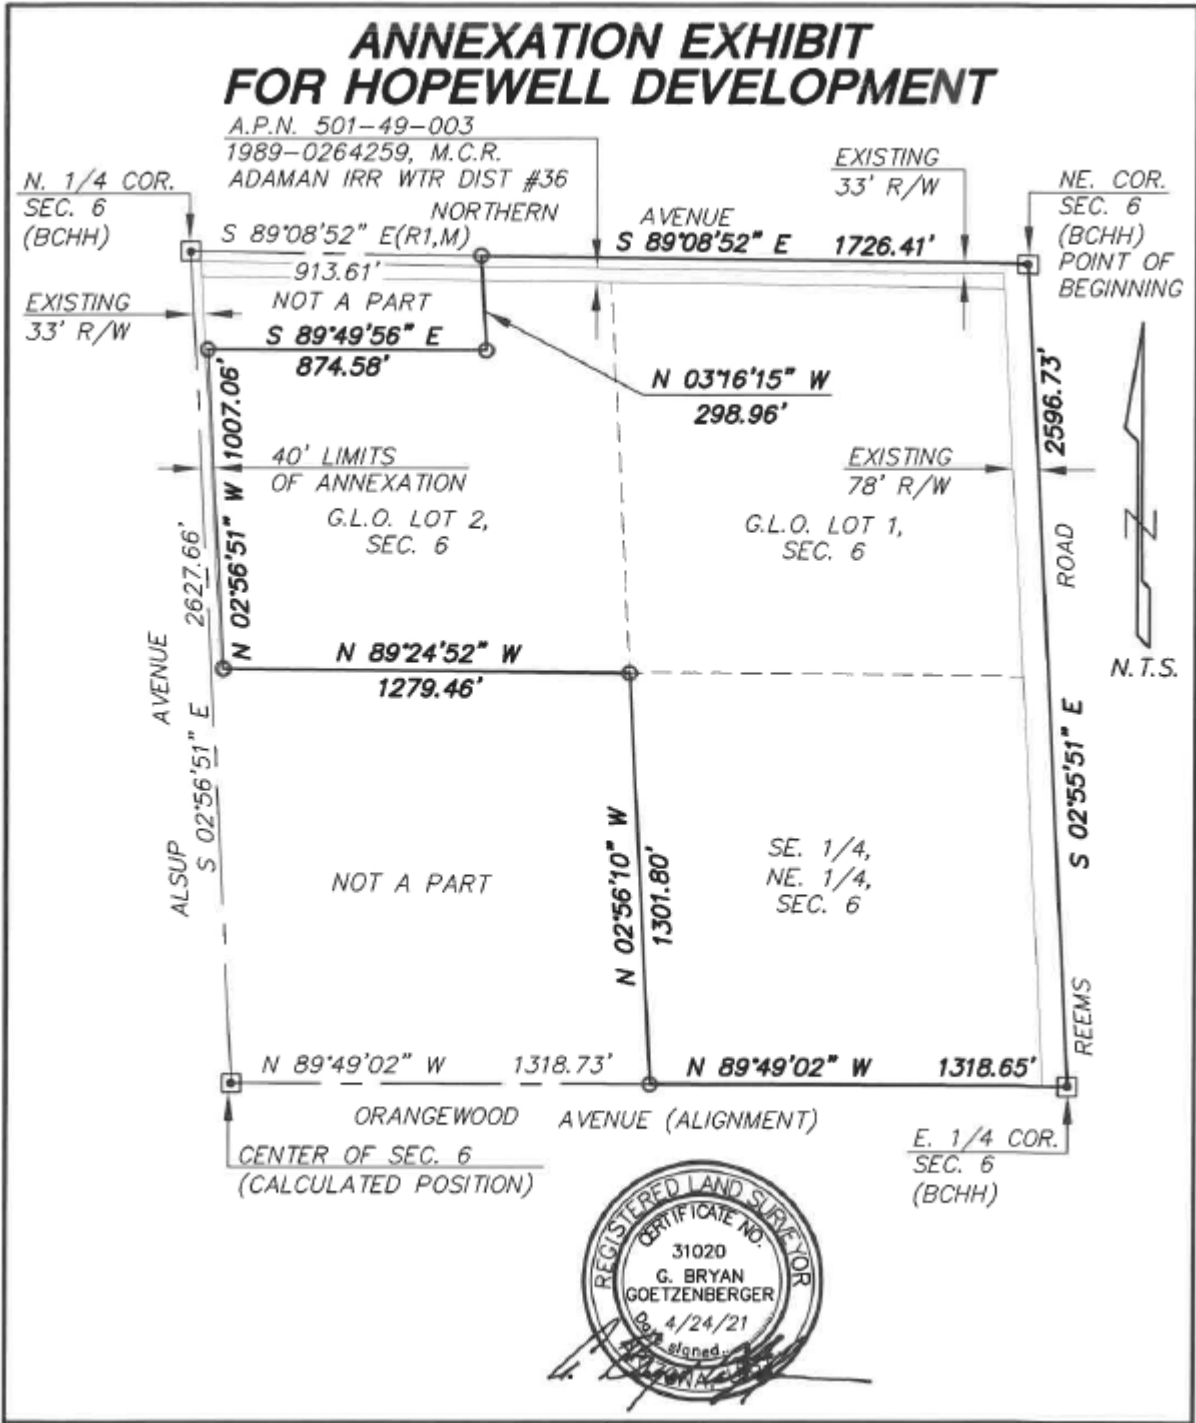 ANNEXATION EXHIBIT
FOR HOPEWELL DEVELOPMENT
A.P.N. 501-49-003
1989-0264259, M.C.R.
ADAMAN IRR WTR DIST #36
EXISTING
33' R/W
N. 1/4 COR.
SEC. 6
(BCHH)
NE. COR.
SEC. 6
(BCHH)
POINT OF
BEGINNING
NORTHERN
AVENUE
S 89°08'52" E(R1,M)
S 89°08'52" E 1726.41'
913.61'
NOT A PART
EXISTING
33' R/W
S 89°49'56" E
874.58'
N 03°16'15" W
298.96'
N 02°56'51" W 1007.06'
2596.73'
40' LIMITS
OF ANNEXATION
EXISTING
78' R/W
G.L.O. LOT 2,
SEC. 6
G.L.O. LOT 1,
SEC. 6
ROAD
N
N.T.S.
AVENUE
S 02°56'51" E 2627.66'
N 89°24'52" W
1279.46'
S 02°55'51" E
ALSUP
NOT A PART
N 02°56'10" W
1301.80'
SE. 1/4,
NE. 1/4,
SEC. 6
REEMS
N 89°49'02" W 1318.73'
N 89°49'02" W 1318.65'
ORANGEWOOD AVENUE (ALIGNMENT)
CENTER OF SEC. 6
(CALCULATED POSITION)
E. 1/4 COR.
SEC. 6
(BCHH)
REGISTERED LAND SURVEYOR
CERTIFICATE NO.
31020
G. BRYAN
GOETZENBERGER
4/24/21
Date signed